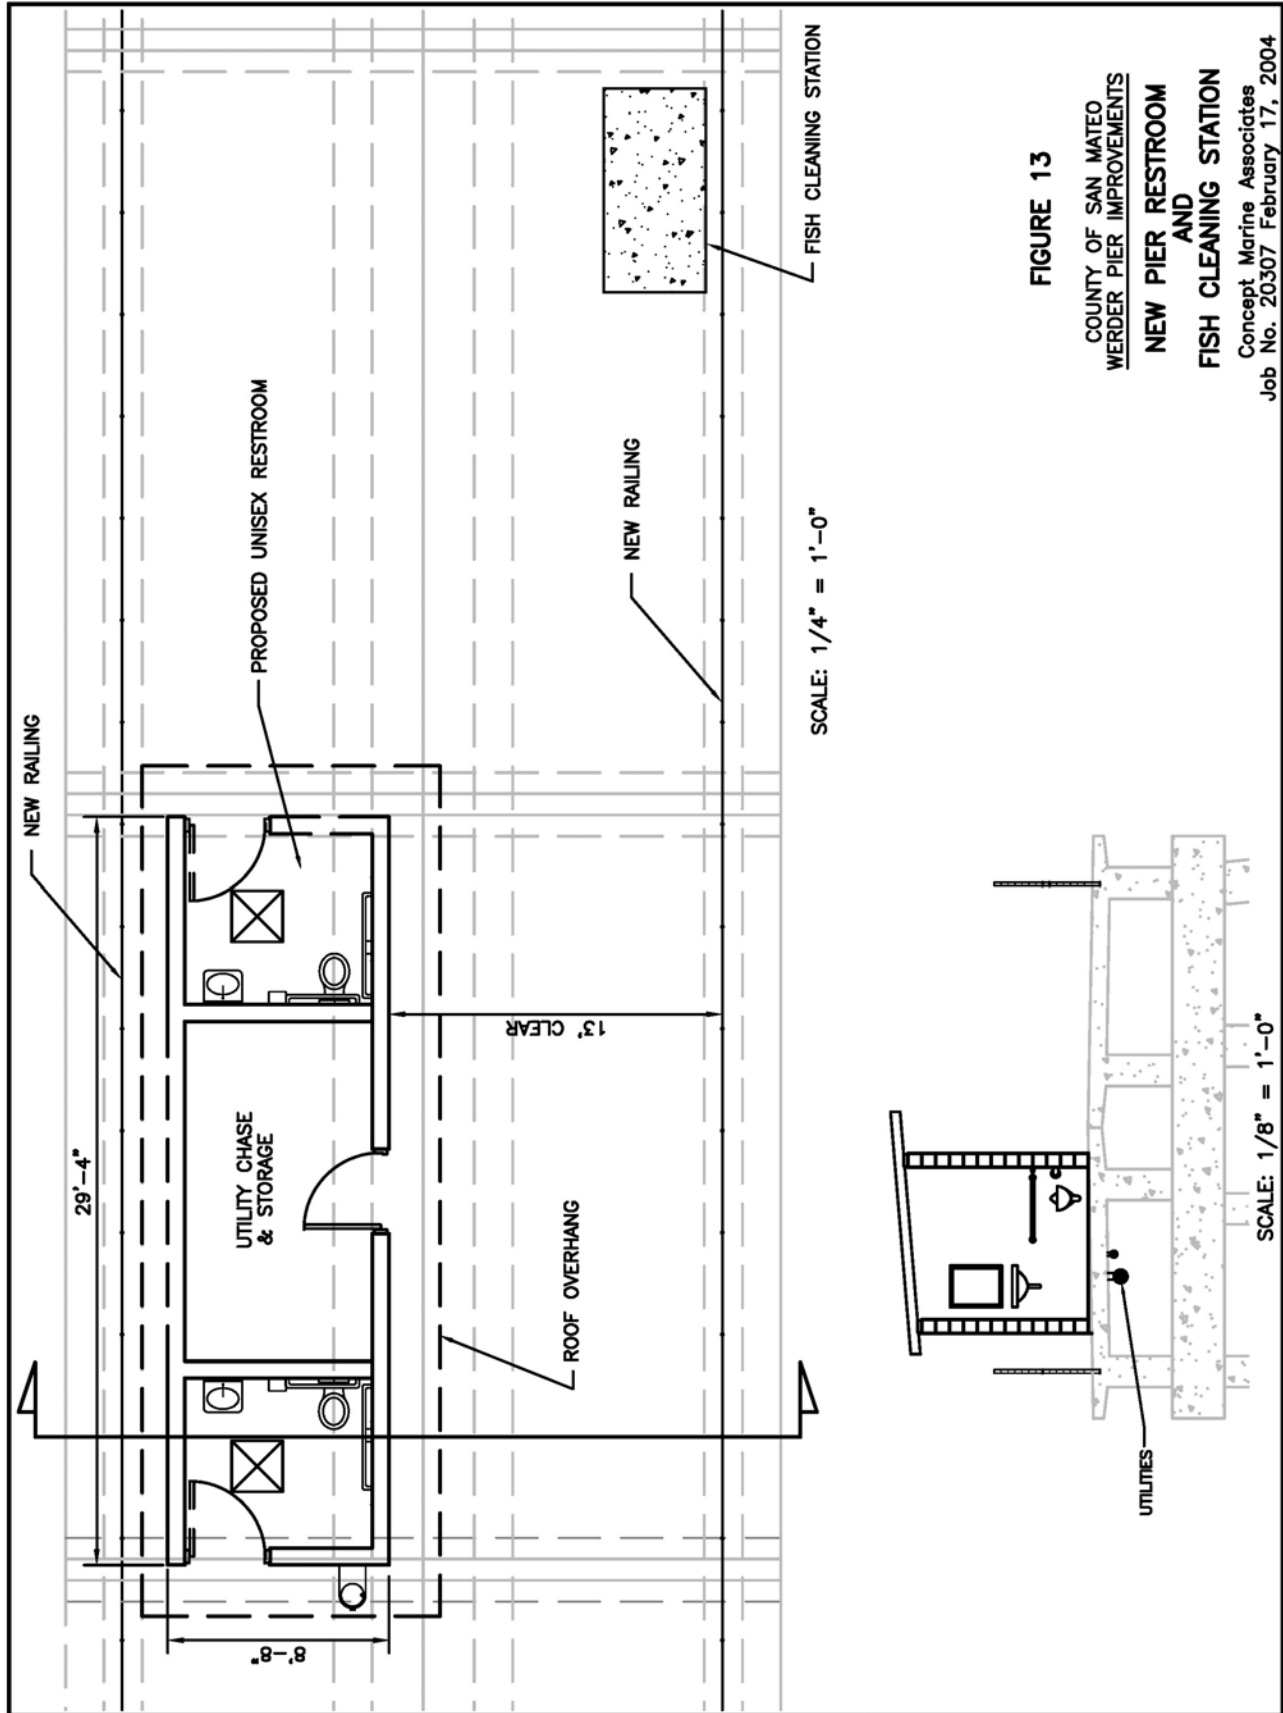 NEW RAILING
29'-4"
8'-8"
UTILITY CHASE
& STORAGE
PROPOSED UNISEX RESTROOM
13' CLEAR
ROOF OVERHANG
NEW RAILING
FISH CLEANING STATION
SCALE: 1/4" = 1'-0"
UTILITIES
SCALE: 1/8" = 1'-0"
FIGURE 13
COUNTY OF SAN MATEO
WERDER PIER IMPROVEMENTS
NEW PIER RESTROOM
AND
FISH CLEANING STATION
Concept Marine Associates
Job No. 20307 February 17, 2004